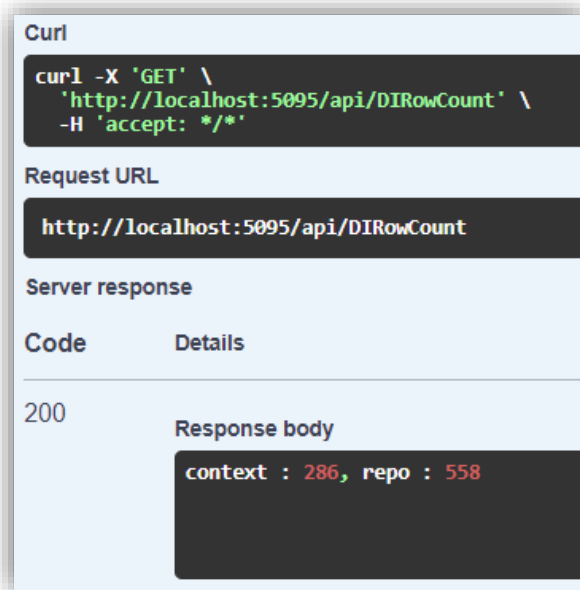 Curl
curl -X 'GET' \
  'http://localhost:5095/api/DIRowCount' \
  -H 'accept: */*'
Request URL
http://localhost:5095/api/DIRowCount
Server response
Code Details
200
Response body
context : 286, repo : 558